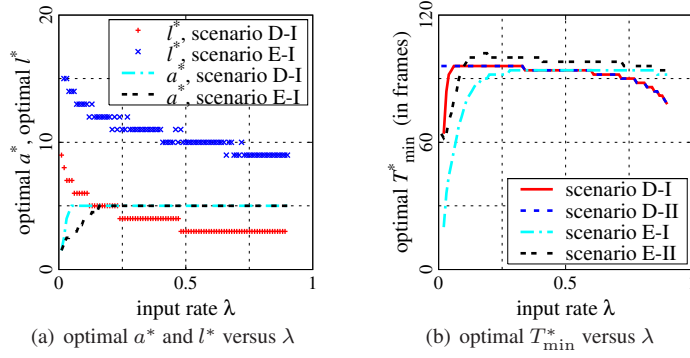 20
10
0
optimal a*, optimal l*
l*, scenario D-I
l*, scenario E-I
a*, scenario D-I
a*, scenario E-I
0 0.5 1
input rate λ
(a) optimal a* and l* versus λ
120
60
0
optimal T*min (in frames)
scenario D-I
scenario D-II
scenario E-I
scenario E-II
0 0.5 1
input rate λ
(b) optimal T*min versus λ